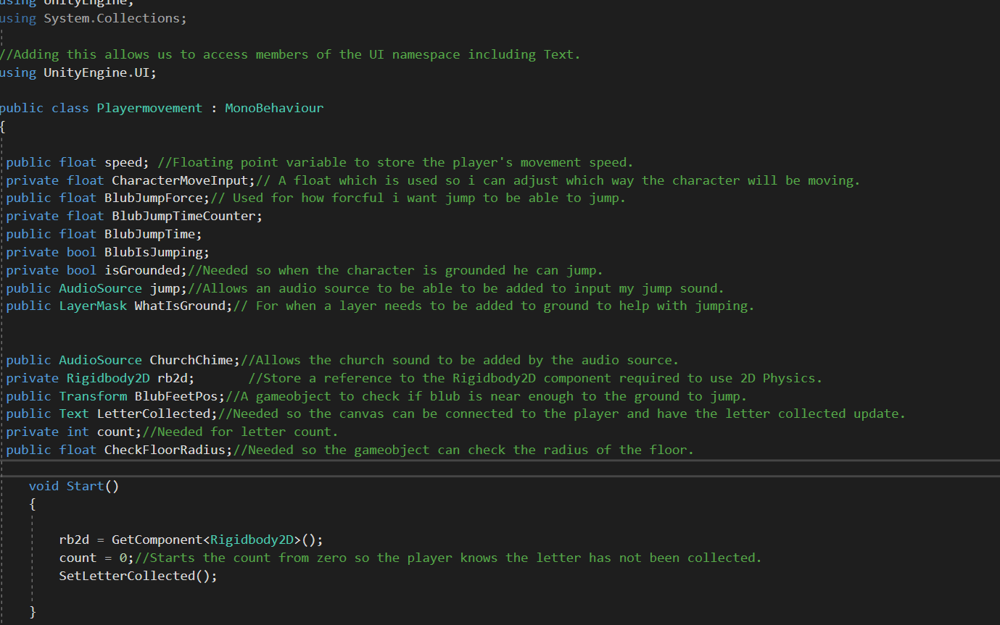 using UnityEngine;
using System.Collections;
//Adding this allows us to access members of the UI namespace including Text.
using UnityEngine.UI;
public class Playermovement : MonoBehaviour
{
public float speed; //Floating point variable to store the player's movement speed.
private float CharacterMoveInput;// A float which is used so i can adjust which way the character will be moving.
public float BlubJumpForce;// Used for how forcful i want jump to be able to jump.
private float BlubJumpTimeCounter;
public float BlubJumpTime;
private bool BlubIsJumping;
private bool isGrounded;//Needed so when the character is grounded he can jump.
public AudioSource jump;//Allows an audio source to be able to be added to input my jump sound.
public LayerMask WhatIsGround;// For when a layer needs to be added to ground to help with jumping.
public AudioSource ChurchChime;//Allows the church sound to be added by the audio source.
private Rigidbody2D rb2d;       //Store a reference to the Rigidbody2D component required to use 2D Physics.
public Transform BlubFeetPos;//A gameobject to check if blub is near enough to the ground to jump.
public Text LetterCollected;//Needed so the canvas can be connected to the player and have the letter collected update.
private int count;//Needed for letter count.
public float CheckFloorRadius;//Needed so the gameobject can check the radius of the floor.
void Start()
{
rb2d = GetComponent<Rigidbody2D>();
count = 0;//Starts the count from zero so the player knows the letter has not been collected.
SetLetterCollected();
}